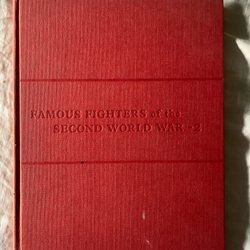 FAMOUS FIGHTERS of the
SECOND WORLD WAR - 2